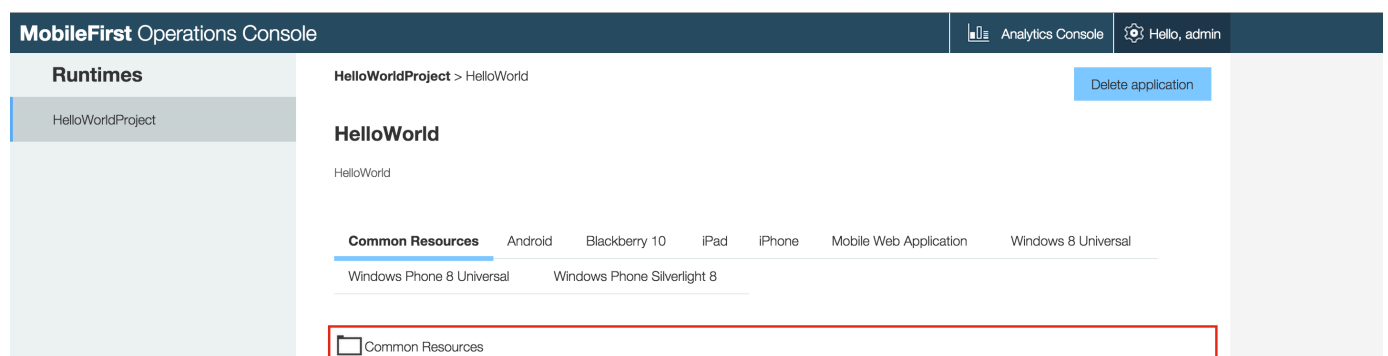 MobileFirst Operations Console
Analytics Console
Hello, admin
Runtimes
HelloWorldProject
HelloWorldProject > HelloWorld
Delete application
HelloWorld
HelloWorld
Common Resources Android Blackberry 10 iPad iPhone Mobile Web Application Windows 8 Universal
Windows Phone 8 Universal Windows Phone Silverlight 8
Common Resources